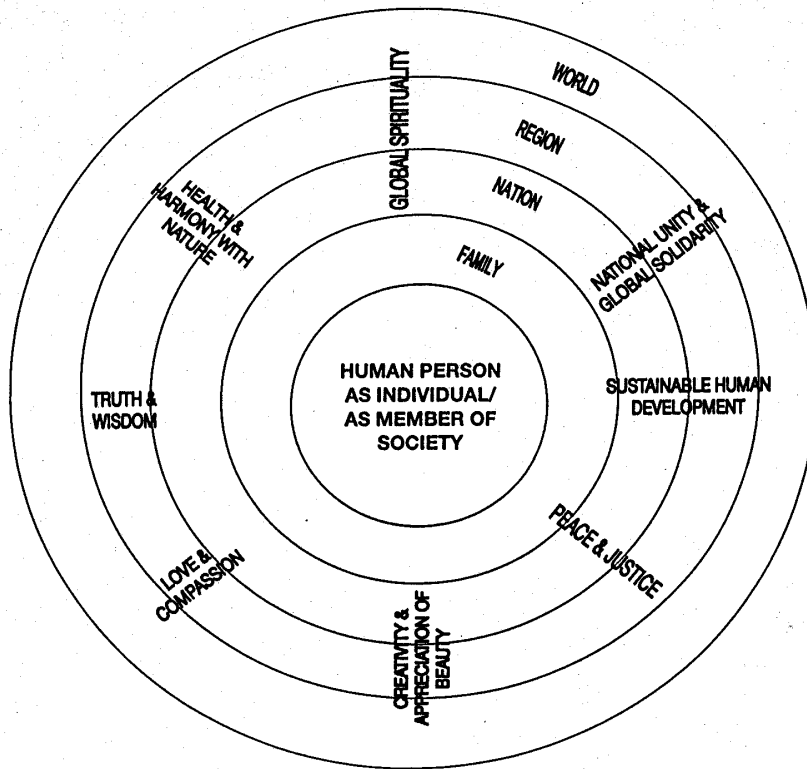 WORLD
REGION
NATION
FAMILY
GLOBAL SPIRITUALITY
HEALTH &
HARMONY WITH
NATURE
NATIONAL UNITY &
GLOBAL SOLIDARITY
HUMAN PERSON
AS INDIVIDUAL/
AS MEMBER OF
SOCIETY
TRUTH &
WISDOM
SUSTAINABLE HUMAN
DEVELOPMENT
LOVE &
COMPASSION
PEACE & JUSTICE
CREATIVITY &
APPRECIATION OF
BEAUTY